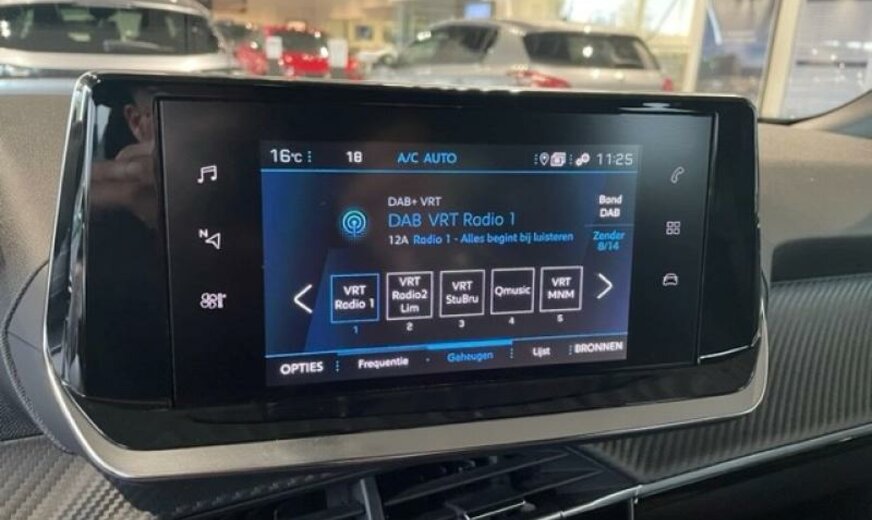 16°C 18 A/C AUTO 11:25
DAB+ VRT
DAB VRT Radio 1
12A Radio 1 - Alles begint bij luisteren
Band
DAB
Zender
8/14
N
VRT
Radio 1
1
VRT
Radio2
Lim
2
VRT
StuBru
3
Qmusic
4
VRT
MNM
5
OPTIES Frequentie Geheugen Lijst BRONNEN